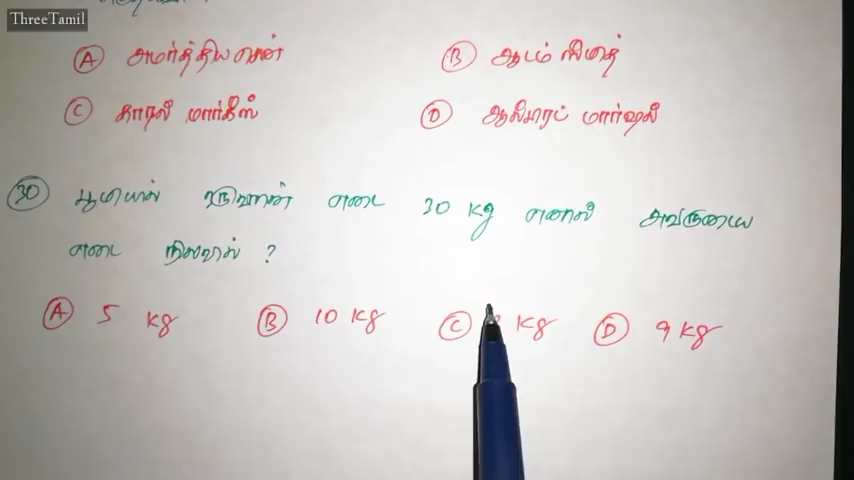 ThreeTamil
A அமர்த்தியசென் B ஆடம் ஸ்மித்
C காரல் மார்க்ஸ் D ஆல்பிரட் மார்ஷல்
30 பூமியில் ஒருவரின் எடை 30 kg எனில் அவருடைய
எடை நிலவில் ?
A 5 kg B 10 kg C kg D 9 kg